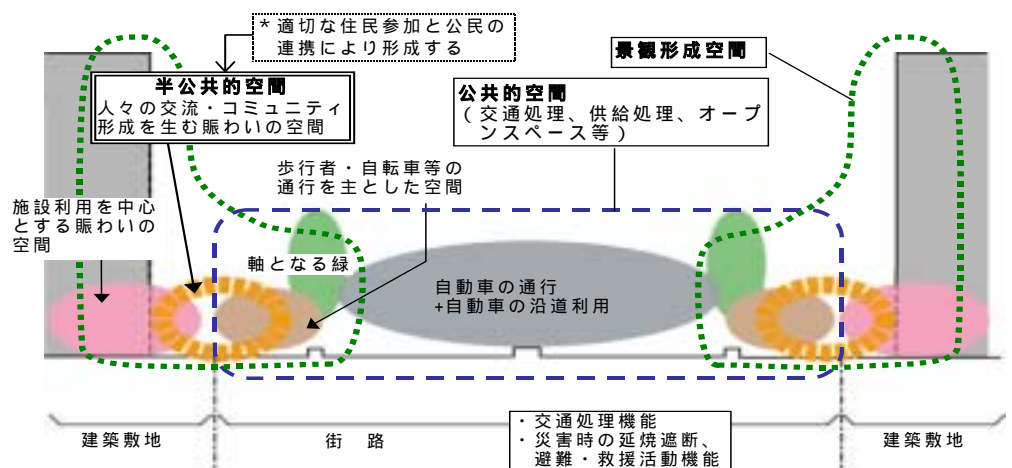 *適切な住民参加と公民の
連携により形成する
景観形成空間
半公共的空間
人々の交流・コミュニティ
形成を生む賑わいの空間
公共的空間
(交通処理、供給処理、オープ
ンスペース等)
歩行者・自転車等の
通行を主とした空間
施設利用を中心
とする賑わいの
空間
軸となる緑
自動車の通行
+自動車の沿道利用
建築敷地
街路
・交通処理機能
・災害時の延焼遮断、
避難・救援活動機能
建築敷地